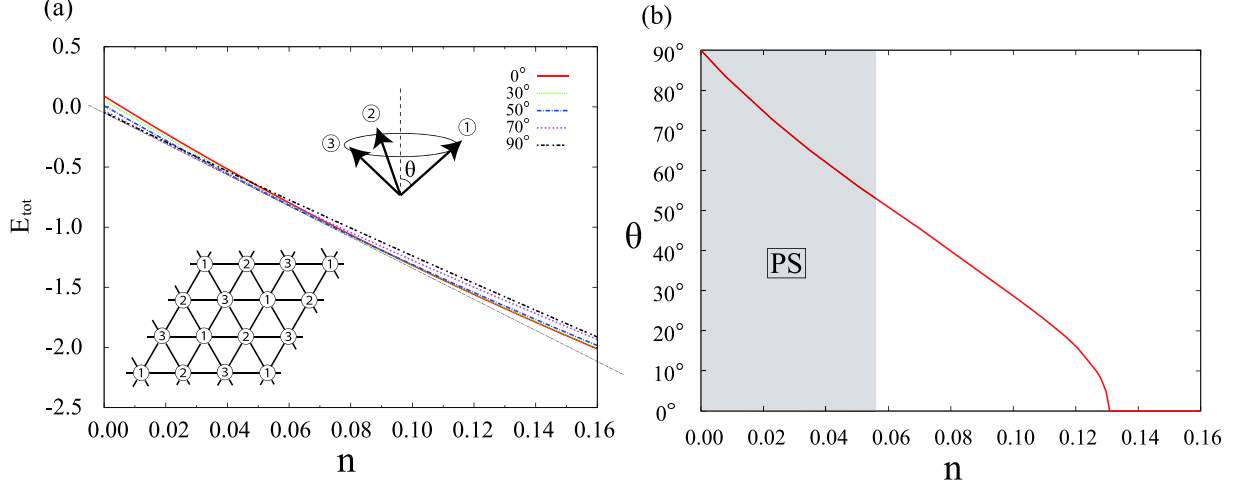 (a)
0.5
0.0
-0.5
-1.0
-1.5
-2.0
-2.5
E_tot
0.00 0.02 0.04 0.06 0.08 0.10 0.12 0.14 0.16
n
0°
30°
50°
70°
90°
② ①
③
θ
① ② ③ ①
② ③ ① ②
③ ① ② ③
① ② ③ ①
(b)
90°
80°
70°
60°
50°
40°
30°
20°
10°
0°
θ
PS
0.00 0.02 0.04 0.06 0.08 0.10 0.12 0.14 0.16
n